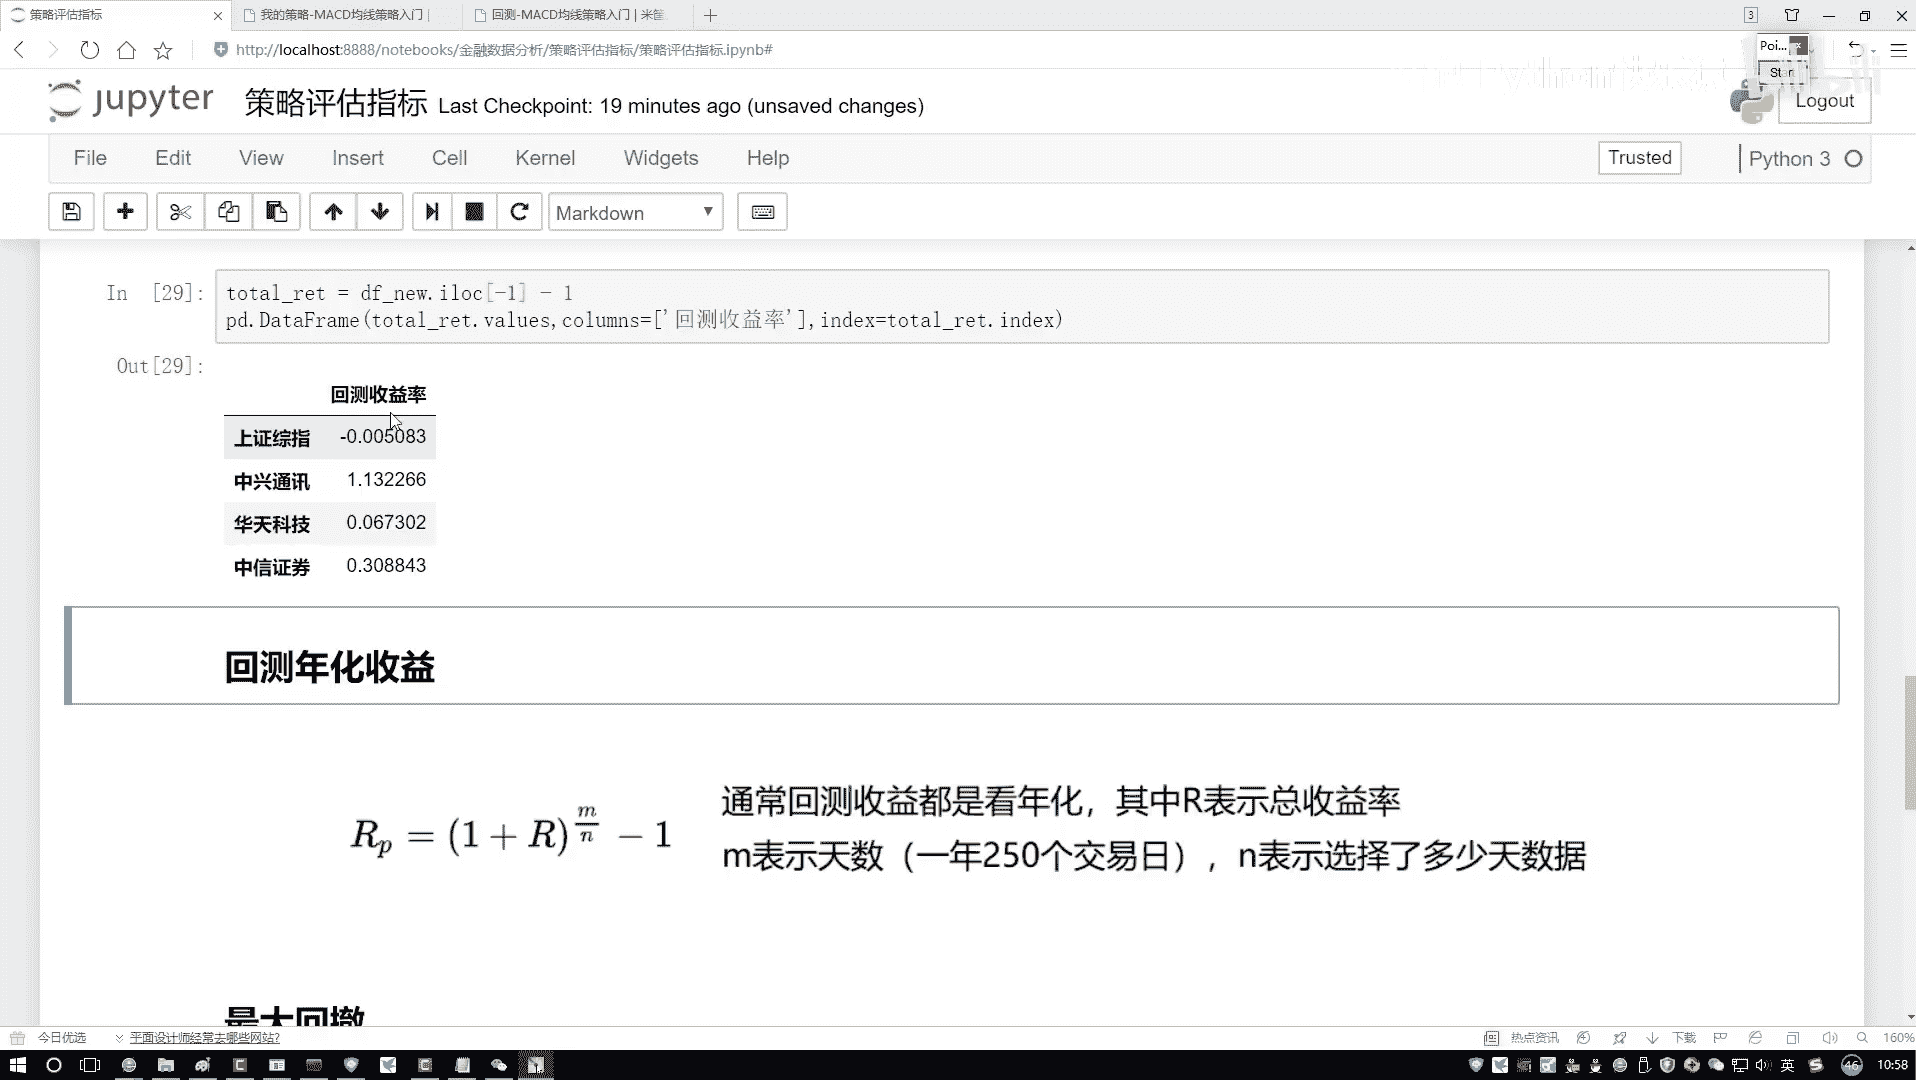 策略评估指标
我的策略-MACD均线策略入门
回测-MACD均线策略入门 | 米筐
3
http://localhost:8888/notebooks/金融数据分析/策略评估指标/策略评估指标.ipynb#
Poi...
jupyter
策略评估指标 Last Checkpoint: 19 minutes ago (unsaved changes)
Logout
File Edit View Insert Cell Kernel Widgets Help
Trusted
Python 3
Markdown
In [29]: total_ret = df_new.iloc[-1] - 1
pd.DataFrame(total_ret.values,columns=['回测收益率'],index=total_ret.index)
Out[29]:
回测收益率
上证综指 -0.005083
中兴通讯 1.132266
华天科技 0.067302
中信证券 0.308843
回测年化收益
通常回测收益都是看年化，其中R表示总收益率
R_p = (1 + R)^{m/n} - 1
m表示天数（一年250个交易日），n表示选择了多少天数据
最大回撤
今日优选
平面设计师经常去哪些网站?
热点资讯
下载
160%
英
46
10:58